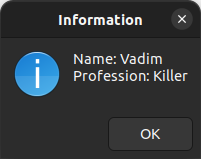 Information
Name: Vadim
Profession: Killer
OK